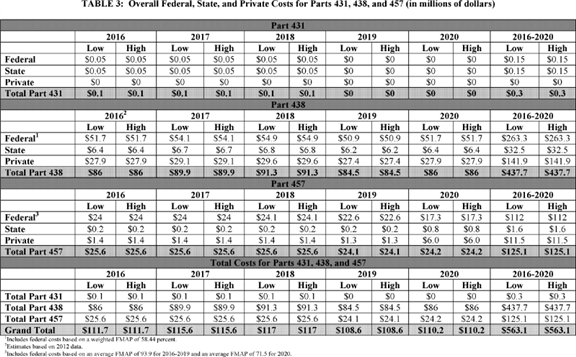 TABLE 3: Overall Federal, State, and Private Costs for Parts 431, 438, and 457 (in millions of dollars)
Part 431
2016 2017 2018 2019 2020 2016-2020
Low High Low High Low High Low High Low High Low High
Federal $0.05 $0.05 $0.05 $0.05 $0.05 $0.05 $0 $0 $0 $0 $0.15 $0.15
State $0.05 $0.05 $0.05 $0.05 $0.05 $0.05 $0 $0 $0 $0 $0.15 $0.15
Private $0 $0 $0 $0 $0 $0 $0 $0 $0 $0 $0 $0
Total Part 431 $0.1 $0.1 $0.1 $0.1 $0.1 $0.1 $0 $0 $0 $0 $0.3 $0.3
Part 438
2016² 2017 2018 2019 2020 2016-2020
Low High Low High Low High Low High Low High Low High
Federal¹ $51.7 $51.7 $54.1 $54.1 $54.9 $54.9 $50.9 $50.9 $51.7 $51.7 $263.3 $263.3
State $6.4 $6.4 $6.7 $6.7 $6.8 $6.8 $6.2 $6.2 $6.4 $6.4 $32.5 $32.5
Private $27.9 $27.9 $29.1 $29.1 $29.6 $29.6 $27.4 $27.4 $27.9 $27.9 $141.9 $141.9
Total Part 438 $86 $86 $89.9 $89.9 $91.3 $91.3 $84.5 $84.5 $86 $86 $437.7 $437.7
Part 457
2016 2017 2018 2019 2020 2016-2020
Low High Low High Low High Low High Low High Low High
Federal³ $24 $24 $24 $24 $24.1 $24.1 $22.6 $22.6 $17.3 $17.3 $112 $112
State $0.2 $0.2 $0.2 $0.2 $0.2 $0.2 $0.2 $0.2 $0.8 $0.8 $1.6 $1.6
Private $1.4 $1.4 $1.4 $1.4 $1.4 $1.4 $1.3 $1.3 $6.0 $6.0 $11.5 $11.5
Total Part 457 $25.6 $25.6 $25.6 $25.6 $25.6 $25.6 $24.1 $24.1 $24.2 $24.2 $125.1 $125.1
Total Costs for Parts 431, 438, and 457
2016 2017 2018 2019 2020 2016-2020
Low High Low High Low High Low High Low High Low High
Total Part 431 $0.1 $0.1 $0.1 $0.1 $0.1 $0.1 $0 $0 $0 $0 $0.3 $0.3
Total Part 438 $86 $86 $89.9 $89.9 $91.3 $91.3 $84.5 $84.5 $86 $86 $437.7 $437.7
Total Part 457 $25.6 $25.6 $25.6 $25.6 $25.6 $25.6 $24.1 $24.1 $24.2 $24.2 $125.1 $125.1
Grand Total $111.7 $111.7 $115.6 $115.6 $117 $117 $108.6 $108.6 $110.2 $110.2 $563.1 $563.1
¹Includes federal costs based on a weighted FMAP of 58.44 percent.
²Estimates based on 2012 data.
³Includes federal costs based on an average FMAP of 93.9 for 2016-2019 and an average FMAP of 71.5 for 2020.